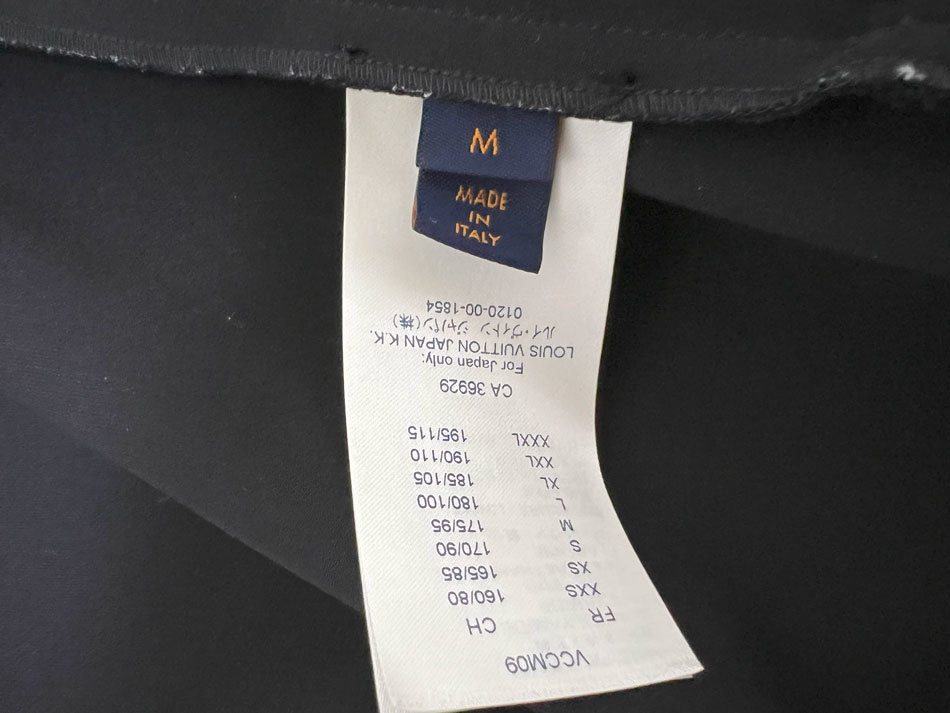 M
MADE
IN
ITALY
VCCM09
FR CH
XXS 160/80
XS 165/85
S 170/90
M 175/95
L 180/100
XL 185/105
XXL 190/110
XXXL 195/115
CA 36929
For Japan only:
LOUIS VUITTON JAPAN K.K.
ルイ・ヴィトン ジャパン(株)
0120-00-1854